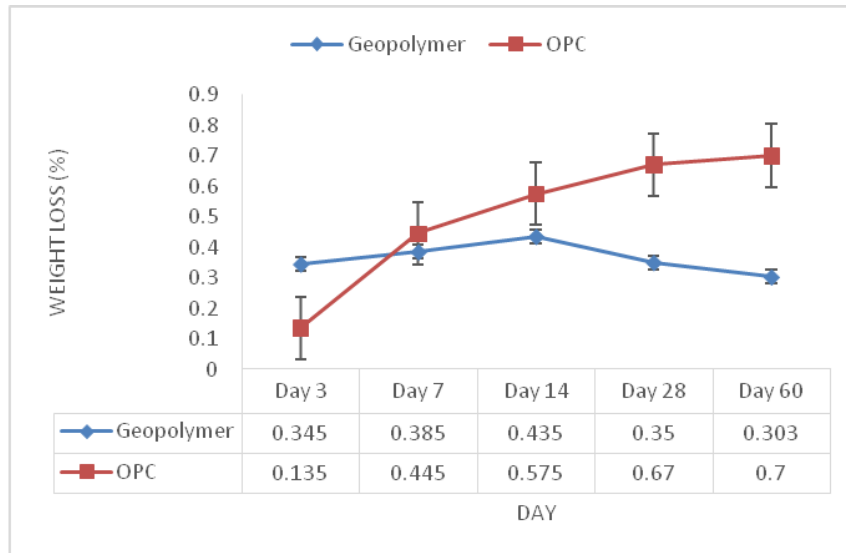 Geopolymer OPC
WEIGHT LOSS (%)
0.9
0.8
0.7
0.6
0.5
0.4
0.3
0.2
0.1
0
Day 3 Day 7 Day 14 Day 28 Day 60
Geopolymer 0.345 0.385 0.435 0.35 0.303
OPC 0.135 0.445 0.575 0.67 0.7
DAY